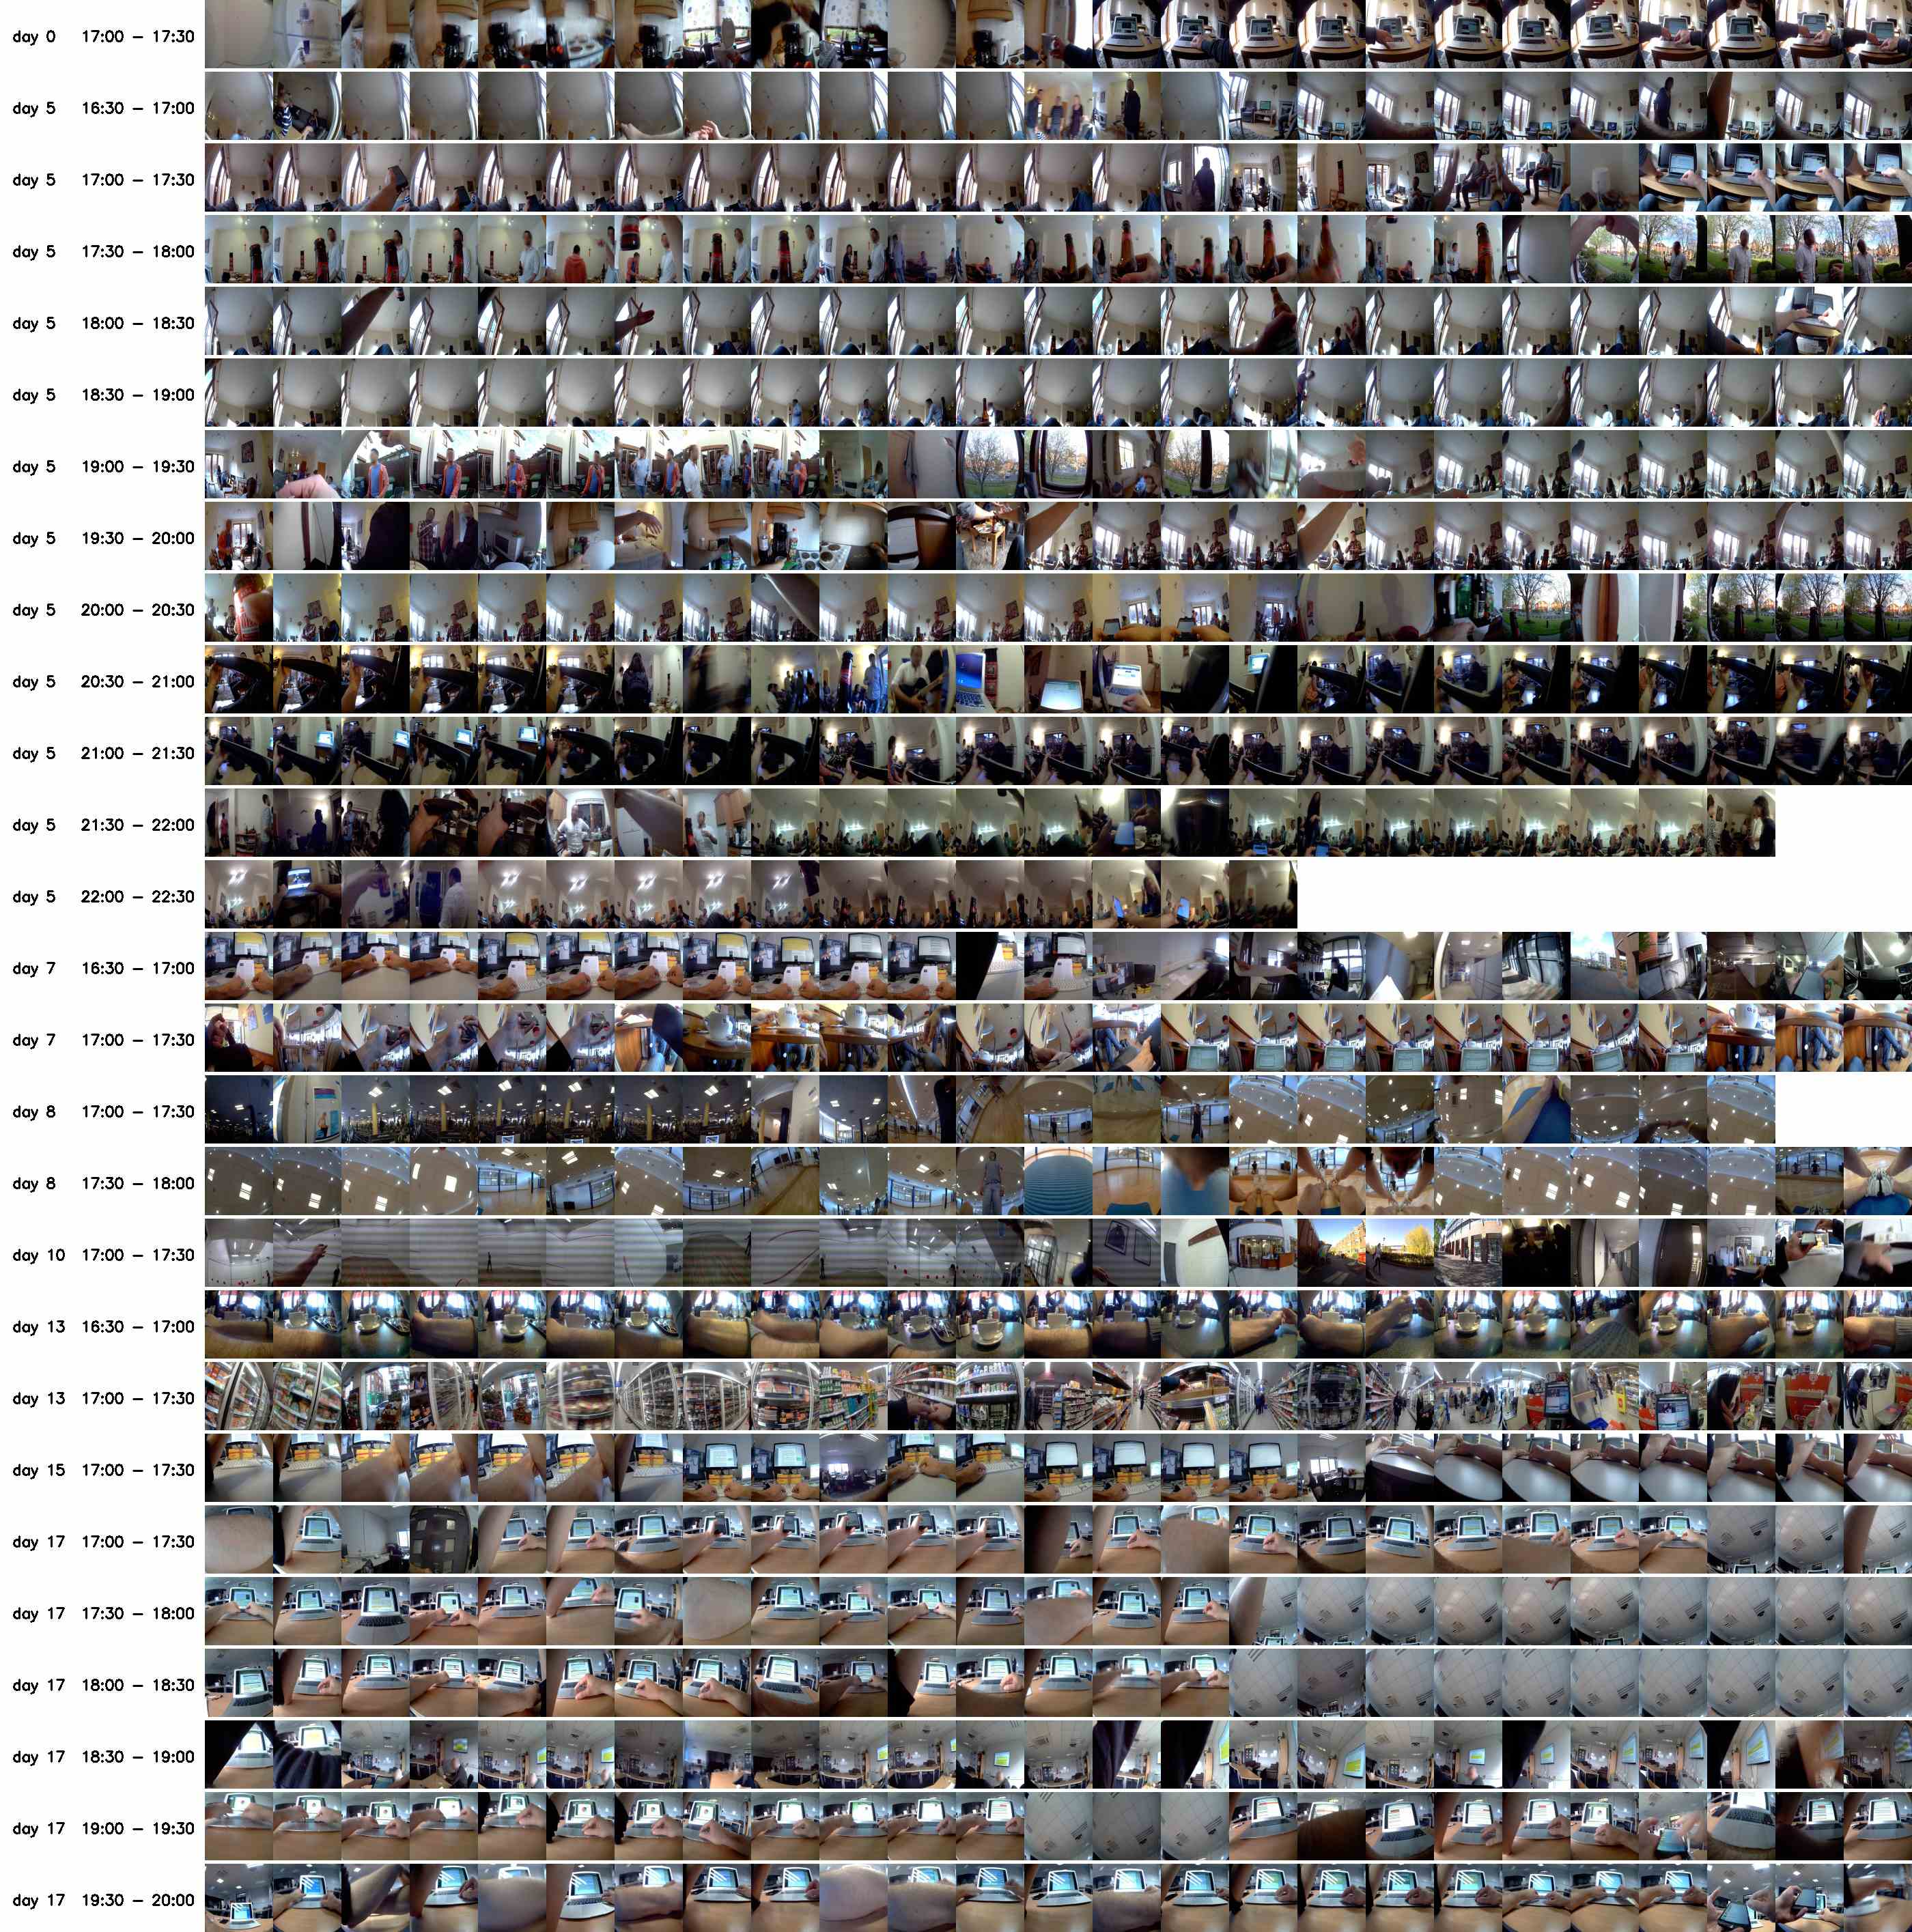 day 0 17:00 – 17:30
day 5 16:30 – 17:00
day 5 17:00 – 17:30
day 5 17:30 – 18:00
day 5 18:00 – 18:30
day 5 18:30 – 19:00
day 5 19:00 – 19:30
day 5 19:30 – 20:00
day 5 20:00 – 20:30
day 5 20:30 – 21:00
day 5 21:00 – 21:30
day 5 21:30 – 22:00
day 5 22:00 – 22:30
day 7 16:30 – 17:00
day 7 17:00 – 17:30
day 8 17:00 – 17:30
day 8 17:30 – 18:00
day 10 17:00 – 17:30
day 13 16:30 – 17:00
day 13 17:00 – 17:30
day 15 17:00 – 17:30
day 17 17:00 – 17:30
day 17 17:30 – 18:00
day 17 18:00 – 18:30
day 17 18:30 – 19:00
day 17 19:00 – 19:30
day 17 19:30 – 20:00